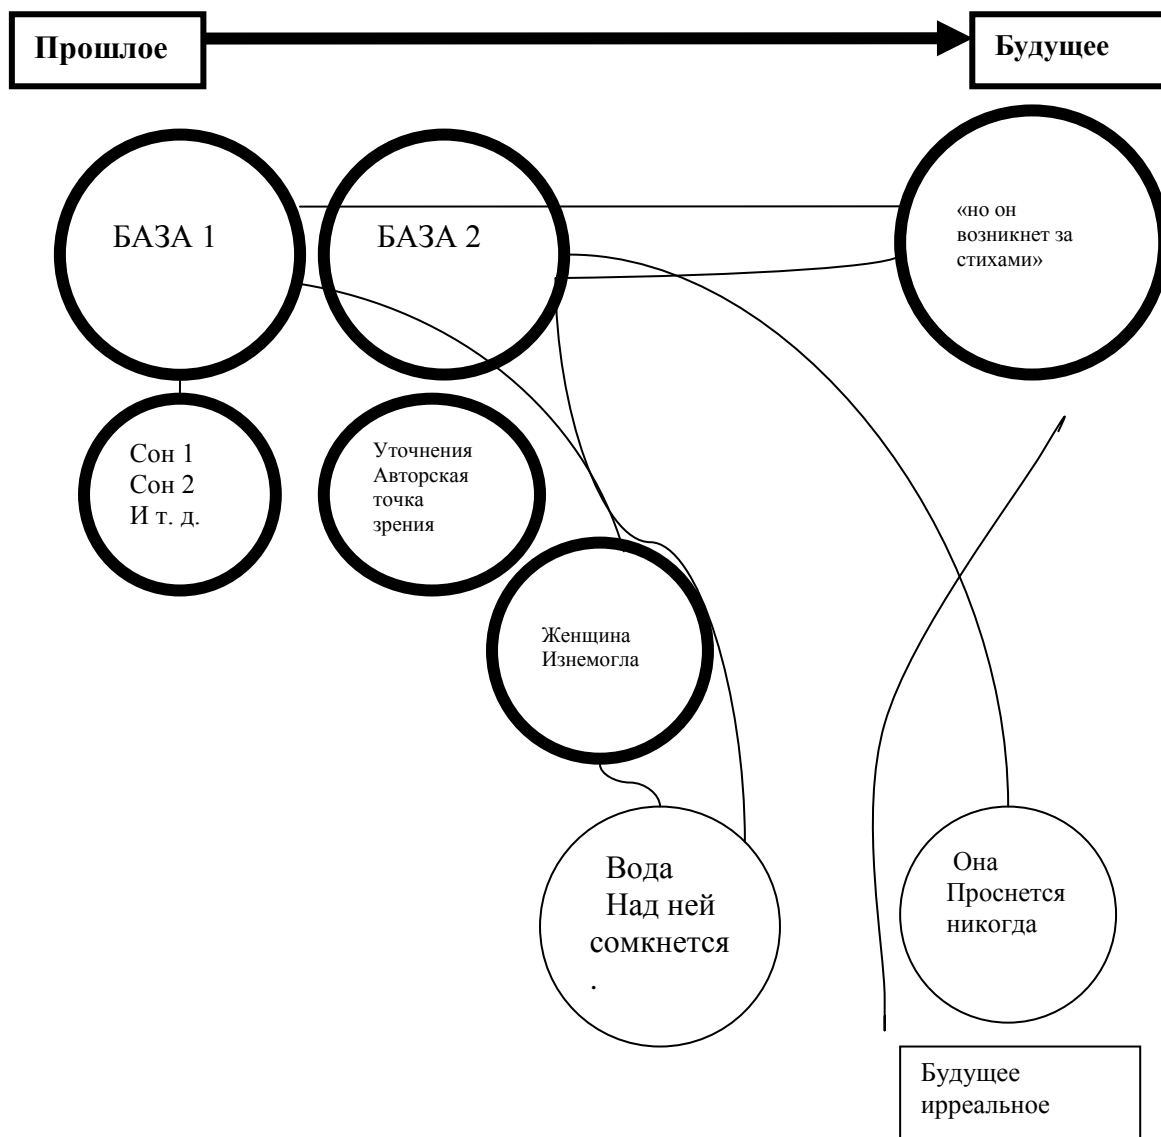 Прошлое
Будущее
БАЗА 1
БАЗА 2
«но он
возникнет за
стихами»
Сон 1
Сон 2
И т. д.
Уточнения
Авторская
точка
зрения
Женщина
Изнемогла
Вода
Над ней
сомкнется
.
Она
Проснется
никогда
Будущее
ирреальное